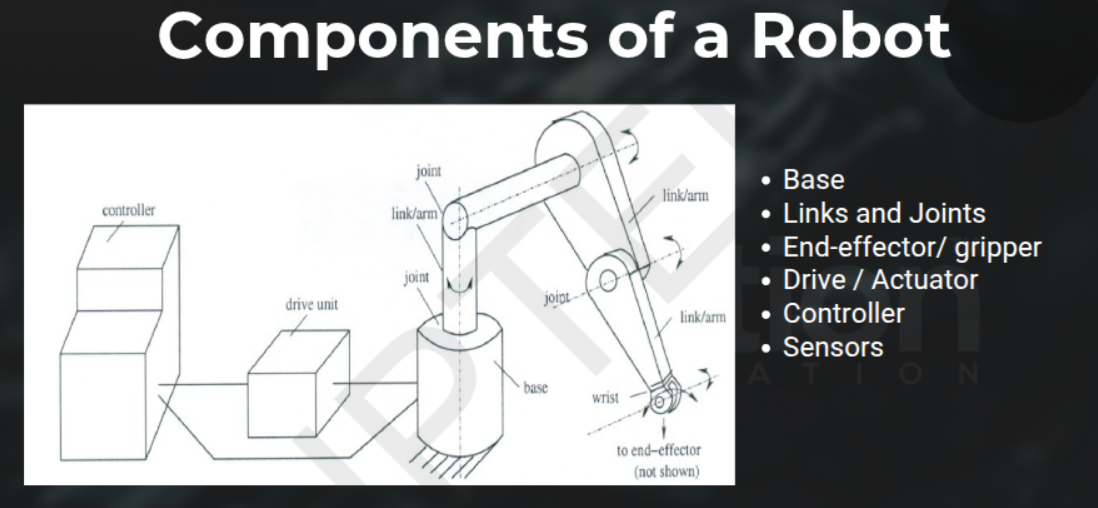 Components of a Robot
controller
drive unit
joint
link/arm
joint
base
link/arm
joint
link/arm
wrist
to end–effector
(not shown)
• Base
• Links and Joints
• End-effector/ gripper
• Drive / Actuator
• Controller
• Sensors